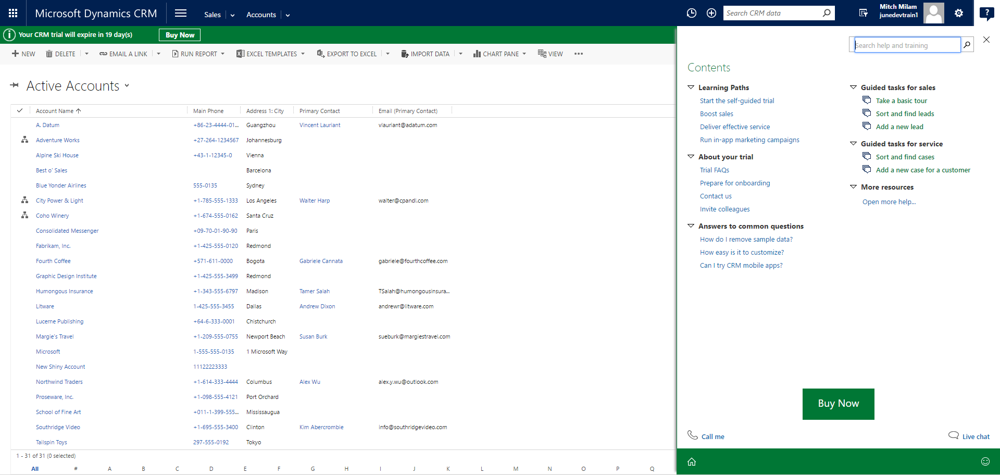 Microsoft Dynamics CRM Sales Accounts Search CRM data Mitch Milam
junedevtrain1
?
Your CRM trial will expire in 19 day(s) Buy Now
NEW DELETE EMAIL A LINK RUN REPORT EXCEL TEMPLATES EXPORT TO EXCEL IMPORT DATA CHART PANE VIEW
Active Accounts
Account Name Main Phone Address 1: City Primary Contact Email (Primary Contact)
A. Datum +86-23-4444-01... Guangzhou Vincent Lauriant vlauriant@adatum.com
Adventure Works +27-264-1234567 Johannesburg
Alpine Ski House +43-1-12345-0 Vienna
Best o' Sales Barcelona
Blue Yonder Airlines 555-0135 Sydney
City Power & Light +1-785-555-1333 Los Angeles Walter Harp walter@cpandl.com
Coho Winery +1-674-555-0162 Santa Cruz
Consolidated Messenger +09-70-01-90-90 Paris
Fabrikam, Inc. +1-425-555-0120 Redmond
Fourth Coffee +571-611-0000 Bogota Gabriele Cannata gabriele@fourthcoffee.com
Graphic Design Institute +1-425-555-3499 Redmond
Humongous Insurance +1-343-555-6797 Madison Tamer Salah TSalah@humongousinsura...
Litware 1-425-555-3455 Dallas Andrew Dixon andrewr@litware.com
Lucerne Publishing +64-6-333-0001 Chistchurch
Margie's Travel +1-209-555-0755 Newport Beach Susan Burk sueburk@margiestravel.com
Microsoft 1-555-555-0135 1 Microsoft Way
New Shiny Account 11122223333
Northwind Traders +1-614-333-4444 Columbus Alex Wu alex.y.wu@outlook.com
Proseware, Inc. +1-098-555-4121 Port Orchard
School of Fine Art +011-1-399-555... Mississaugua
Southridge Video +1-695-555-3400 Clinton Kim Abercrombie info@southridgevideo.com
Tailspin Toys 297-555-0192 Tokyo
1 - 31 of 31 (0 selected)
All # A B C D E F G H I J K L M N O P Q
Search help and training
Contents
Learning Paths
Start the self-guided trial
Boost sales
Deliver effective service
Run in-app marketing campaigns
About your trial
Trial FAQs
Prepare for onboarding
Contact us
Invite colleagues
Answers to common questions
How do I remove sample data?
How easy is it to customize?
Can I try CRM mobile apps?
Guided tasks for sales
Take a basic tour
Sort and find leads
Add a new lead
Guided tasks for service
Sort and find cases
Add a new case for a customer
More resources
Open more help...
Buy Now
Call me Live chat